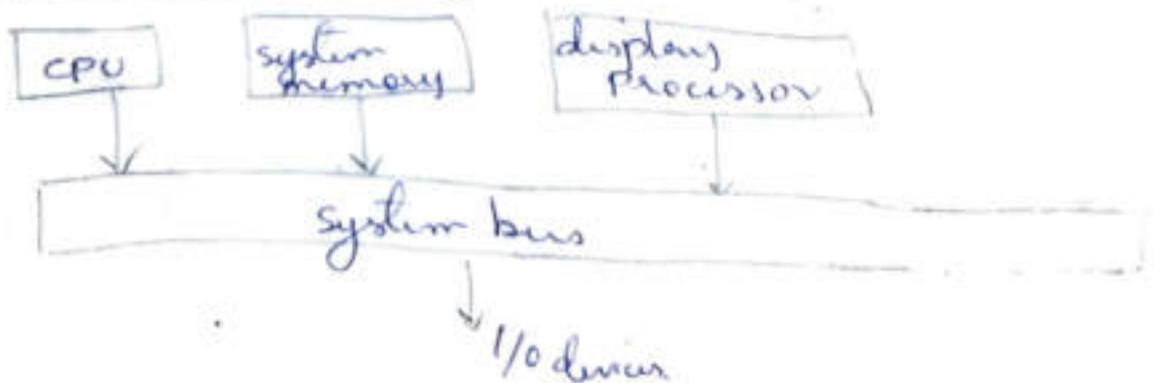 CPU
system
memory
display
Processor
system bus
I/O devices